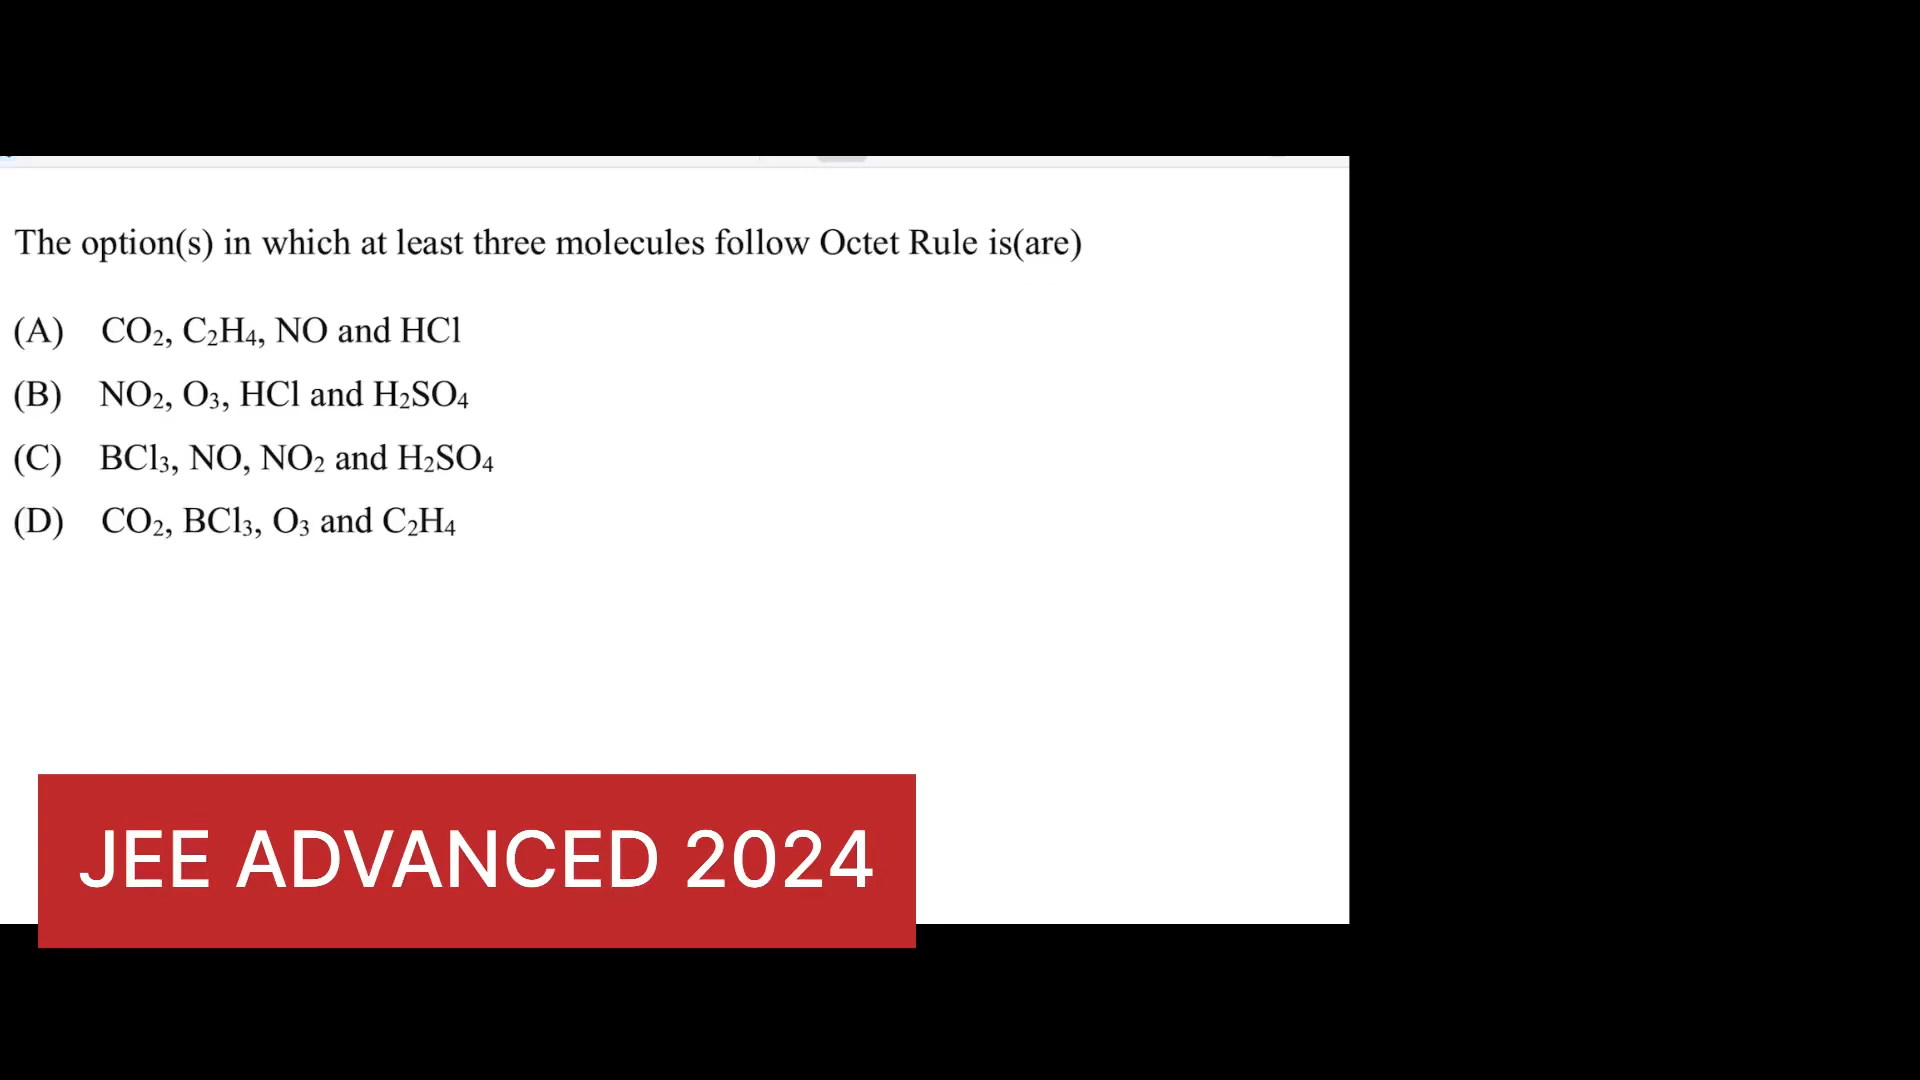 The option(s) in which at least three molecules follow Octet Rule is(are)
(A) CO₂, C₂H₄, NO and HCl
(B) NO₂, O₃, HCl and H₂SO₄
(C) BCl₃, NO, NO₂ and H₂SO₄
(D) CO₂, BCl₃, O₃ and C₂H₄
JEE ADVANCED 2024